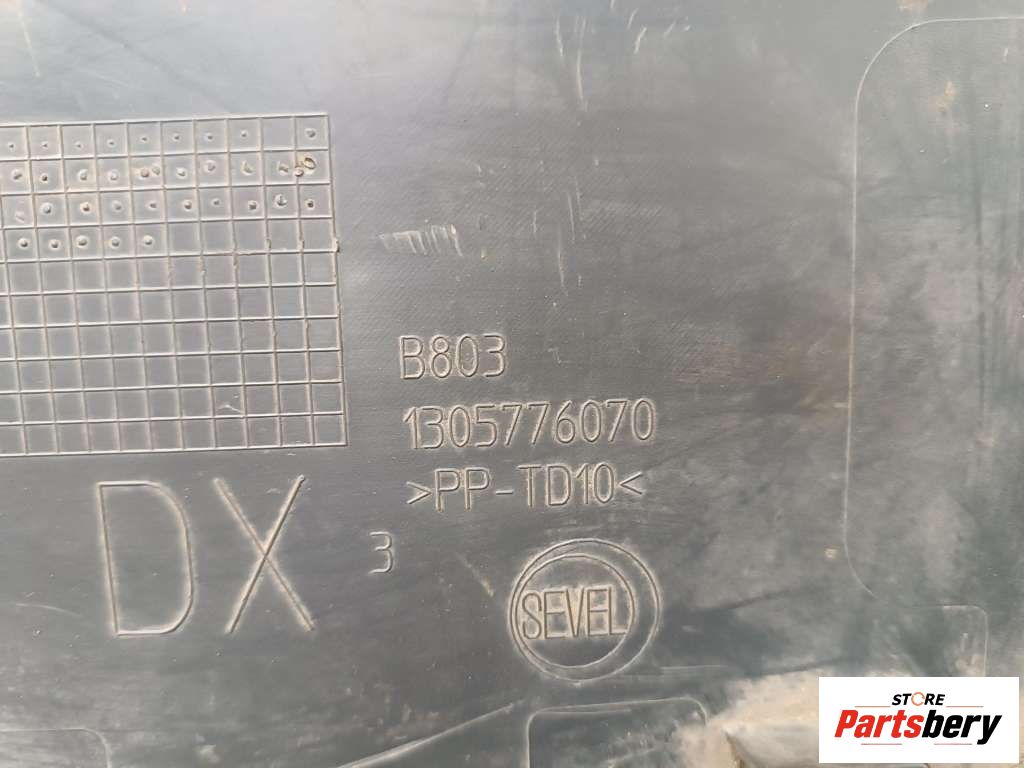 B803
1305776070
>PP-TD10<
DX
3
SEVEL
STORE
Partsbery